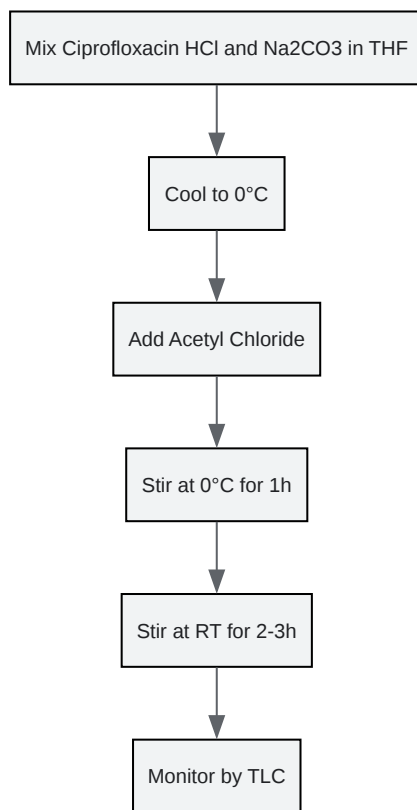 Mix Ciprofloxacin HCl and Na2CO3 in THF
Cool to 0°C
Add Acetyl Chloride
Stir at 0°C for 1h
Stir at RT for 2-3h
Monitor by TLC